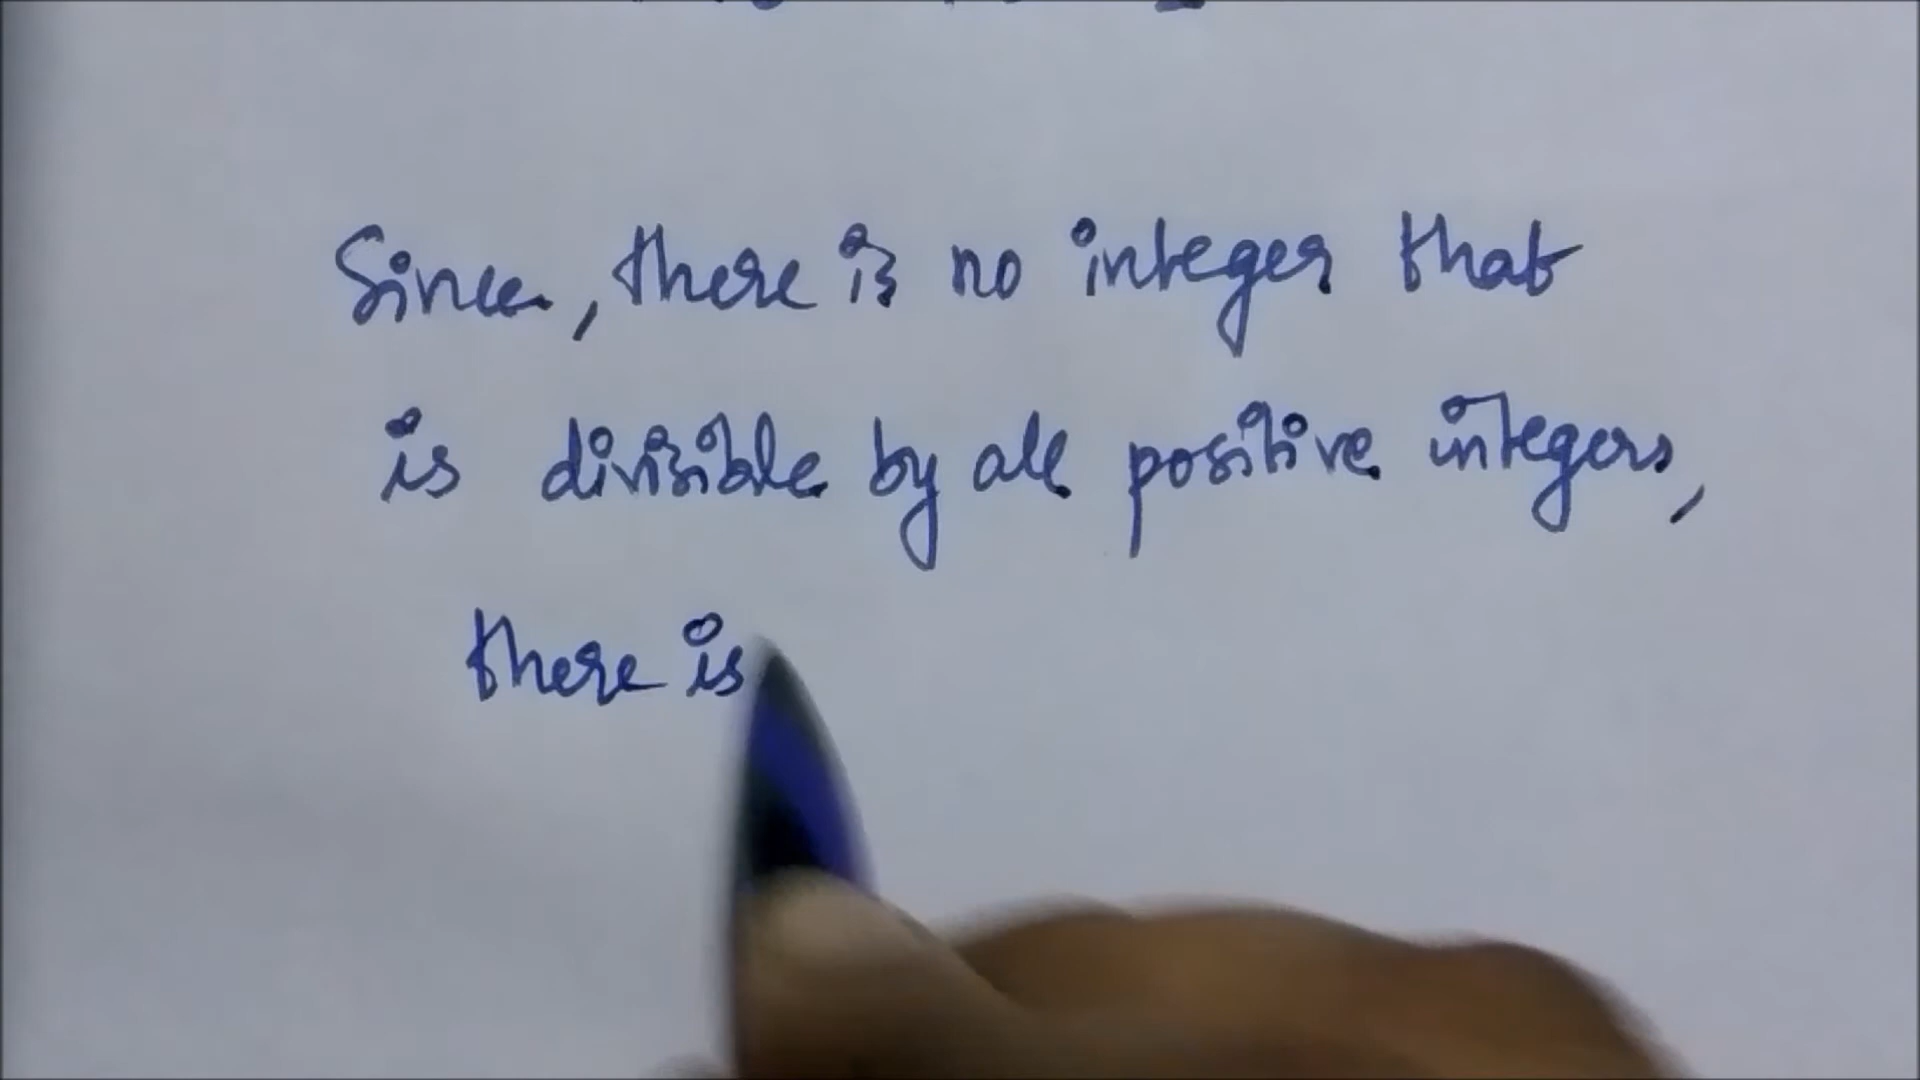 Since, there is no integer that
is divisible by all positive integers,
there is